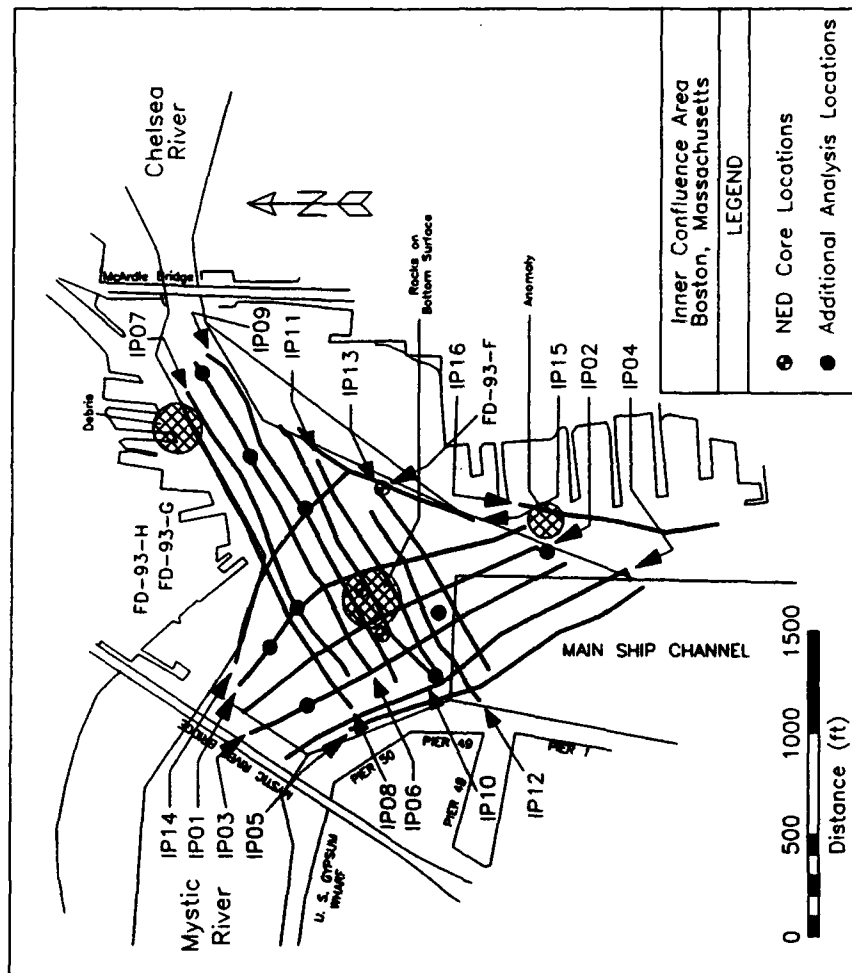 Chelsea
River
McArdle Bridge
N
IP07
IP09
Debris
IP11
IP13
Rocks on
Bottom Surface
Anomaly
FD-93-H
FD-93-G
IP16
FD-93-F
IP15
IP02
IP04
IP14
IP01
IP03
IP05
Mystic
River
MYSTIC RIVER
BRIDGE
U. S. GYPSUM
WHARF
PIER 50
PIER 49
PIER 48
PIER 1
IP08
IP06
IP10
IP12
MAIN SHIP CHANNEL
0 500 1000 1500
Distance (ft)
Inner Confluence Area
Boston, Massachusetts
LEGEND
NED Core Locations
Additional Analysis Locations